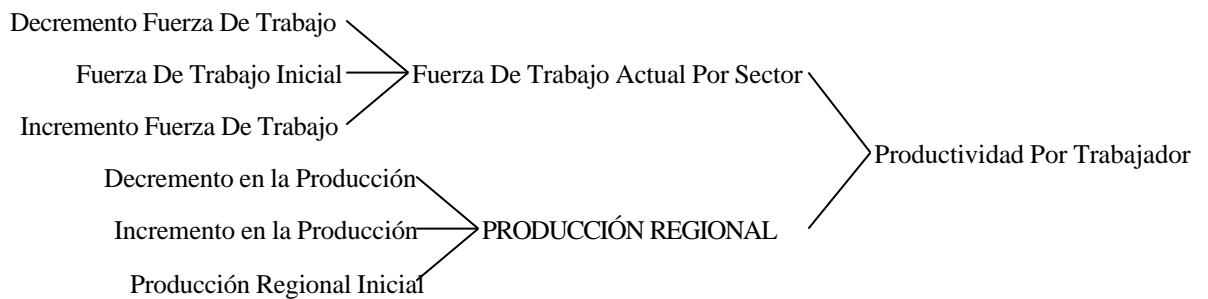 Decremento Fuerza De Trabajo
Fuerza De Trabajo Inicial
Fuerza De Trabajo Actual Por Sector
Incremento Fuerza De Trabajo
Productividad Por Trabajador
Decremento en la Producción
Incremento en la Producción
PRODUCCIÓN REGIONAL
Producción Regional Inicial